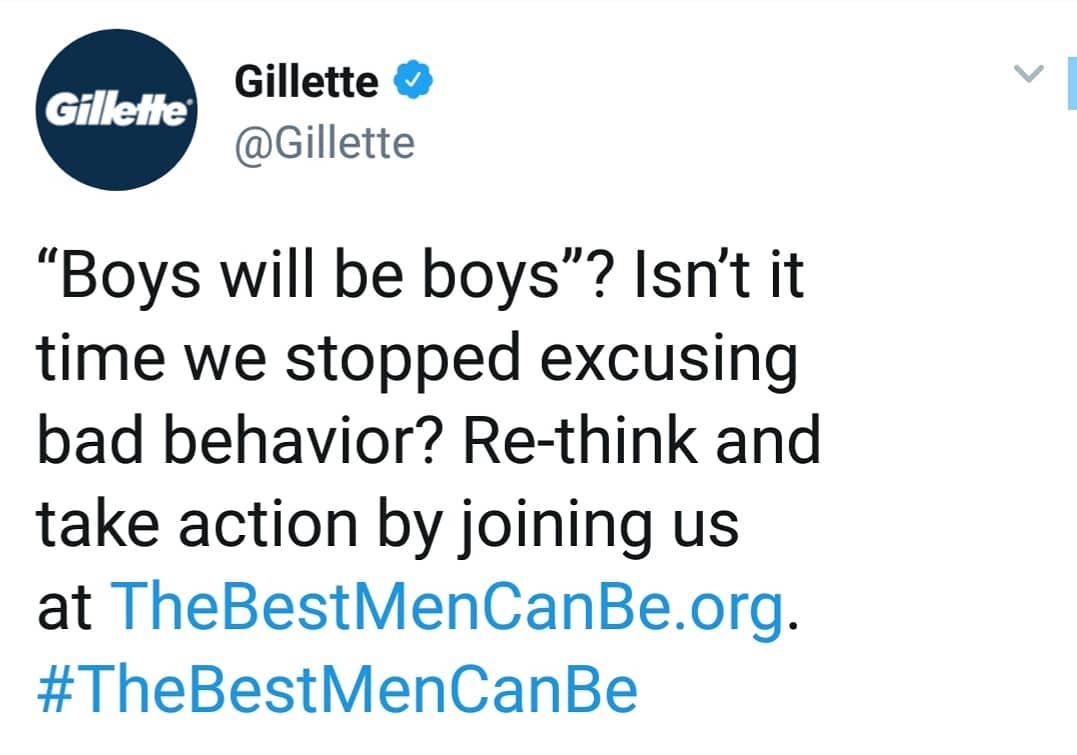 Gillette
Gillette
@Gillette
“Boys will be boys”? Isn’t it
time we stopped excusing
bad behavior? Re-think and
take action by joining us
at TheBestMenCanBe.org.
#TheBestMenCanBe